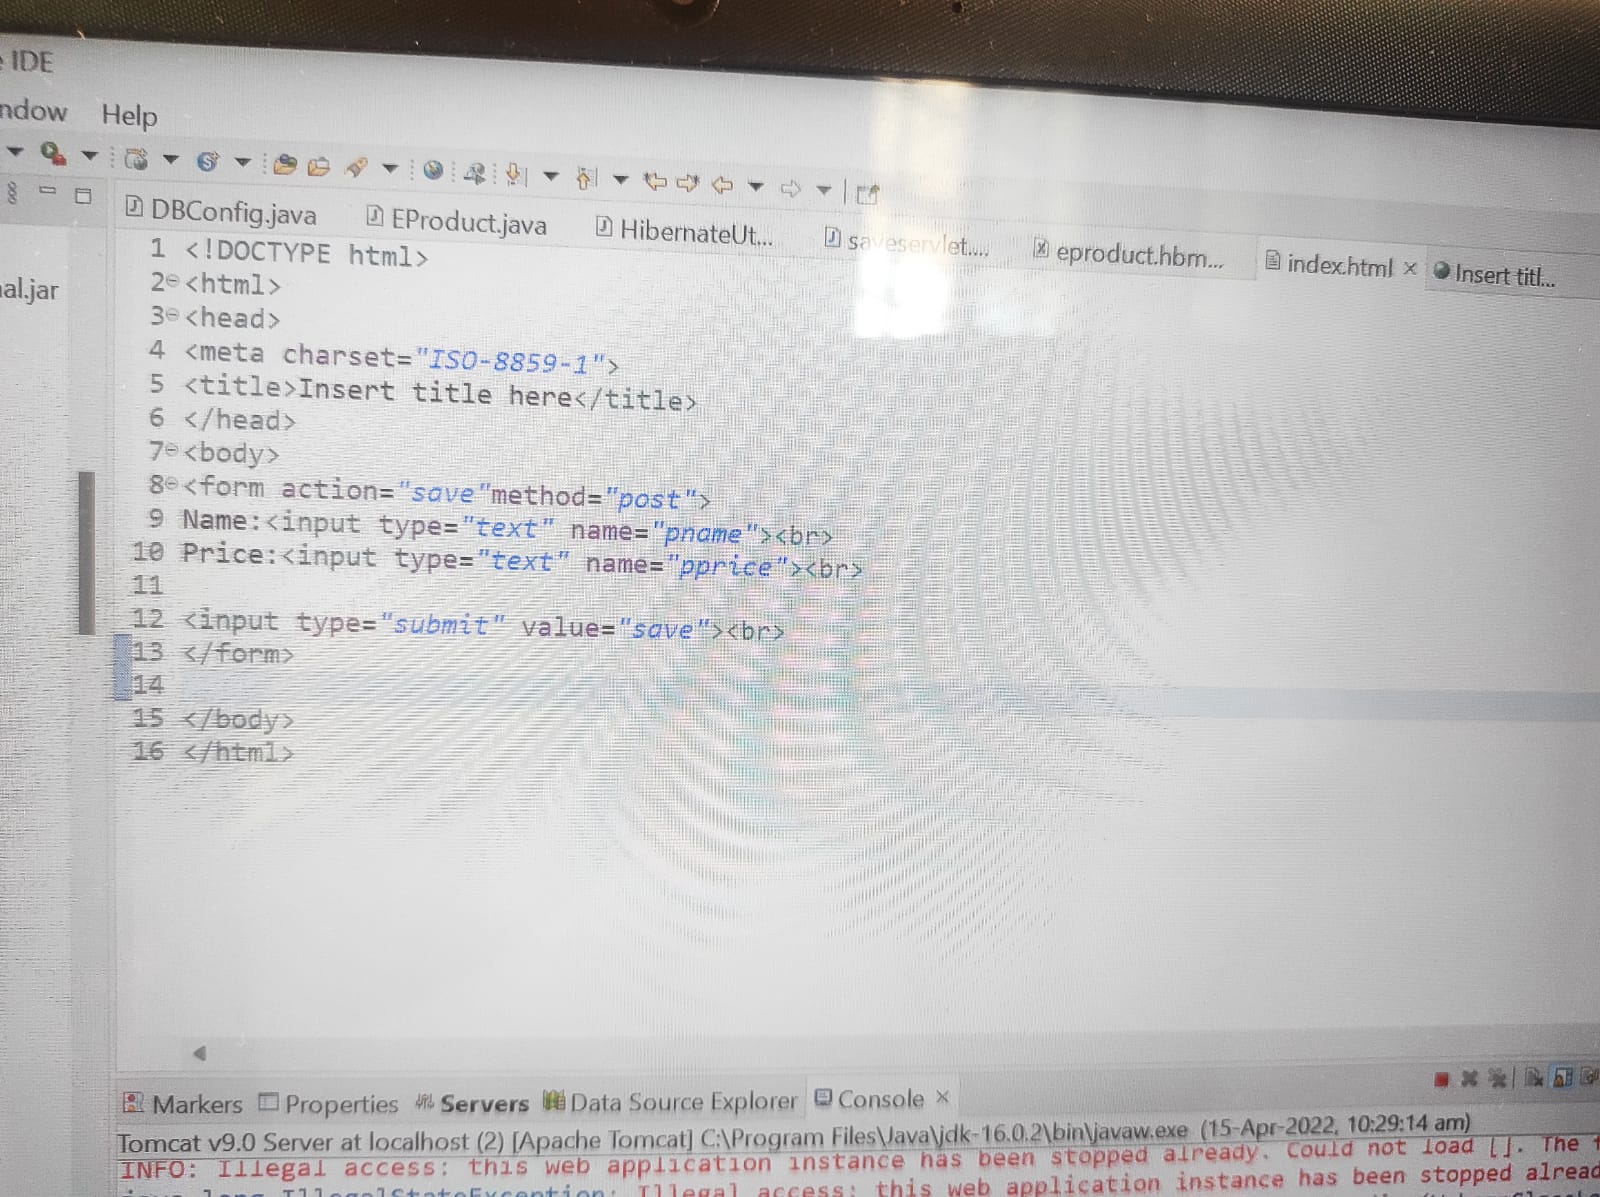 IDE
ndow Help
al.jar
DBConfig.java EProduct.java HibernateUt... saveservlet.... eproduct.hbm... index.html Insert titl...
1 <!DOCTYPE html>
2 <html>
3 <head>
4 <meta charset="ISO-8859-1">
5 <title>Insert title here</title>
6 </head>
7 <body>
8 <form action="save"method="post">
9 Name:<input type="text" name="pname"><br>
10 Price:<input type="text" name="pprice"><br>
11
12 <input type="submit" value="save"><br>
13 </form>
14
15 </body>
16 </html>
Markers Properties Servers Data Source Explorer Console
Tomcat v9.0 Server at localhost (2) [Apache Tomcat] C:\Program Files\Java\jdk-16.0.2\bin\javaw.exe (15-Apr-2022, 10:29:14 am)
INFO: Illegal access: this web application instance has been stopped already. Could not load []. The
java.lang.IllegalStateException: Illegal access: this web application instance has been stopped alread